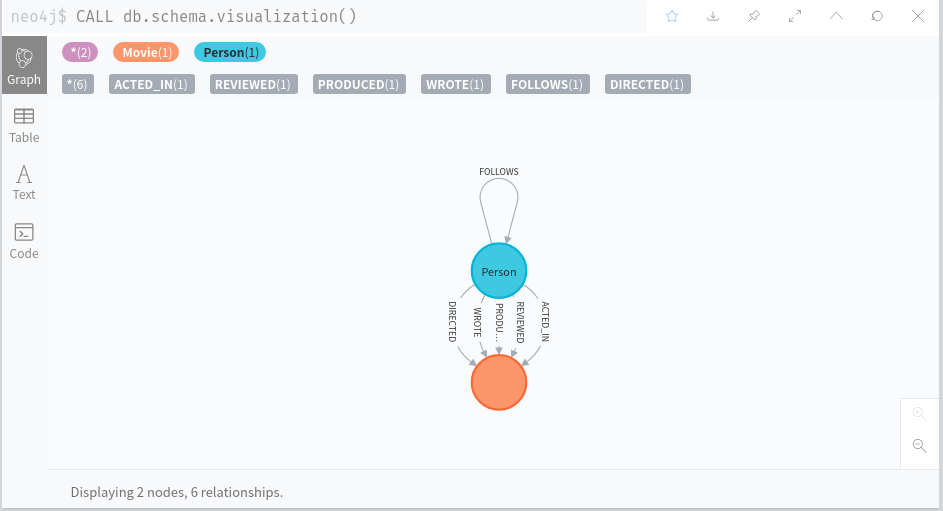 neo4j$ CALL db.schema.visualization()
*(2) Movie(1) Person(1)
Graph
*(6) ACTED_IN(1) REVIEWED(1) PRODUCED(1) WROTE(1) FOLLOWS(1) DIRECTED(1)
Table
Text
Code
FOLLOWS
Person
DIRECTED
WROTE
PRODU...
REVIEWED
ACTED_IN
Displaying 2 nodes, 6 relationships.